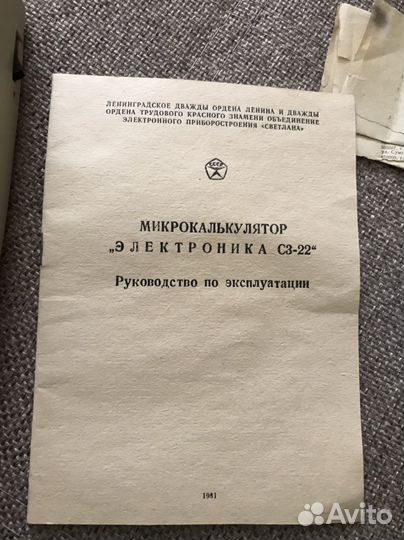 ЛЕНИНГРАДСКОЕ ДВАЖДЫ ОРДЕНА ЛЕНИНА И ДВАЖДЫ
ОРДЕНА ТРУДОВОГО КРАСНОГО ЗНАМЕНИ ОБЪЕДИНЕНИЕ
ЭЛЕКТРОННОГО ПРИБОРОСТРОЕНИЯ «СВЕТЛАНА»
СССР
МИКРОКАЛЬКУЛЯТОР
„ЭЛЕКТРОНИКА С3-22“
Руководство по эксплуатации
1981
Avito